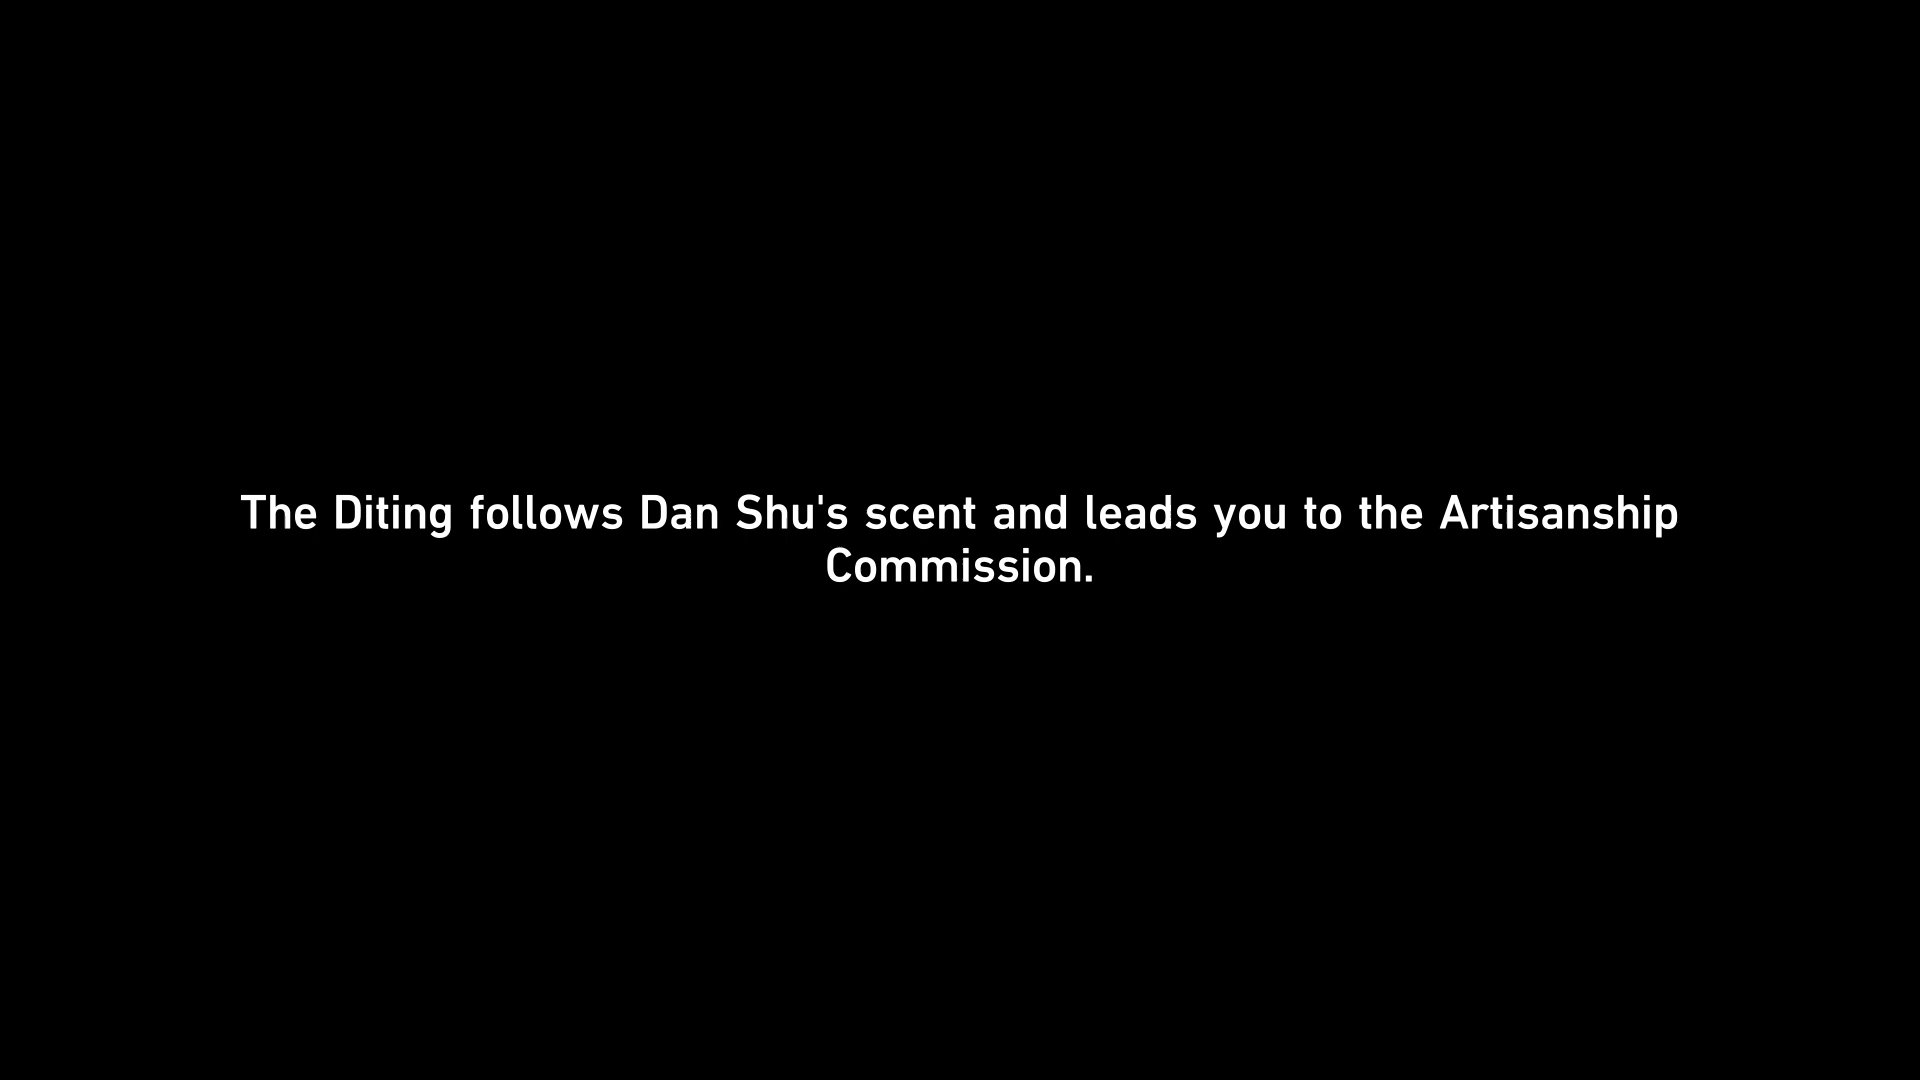 The Diting follows Dan Shu's scent and leads you to the Artisanship
Commission.